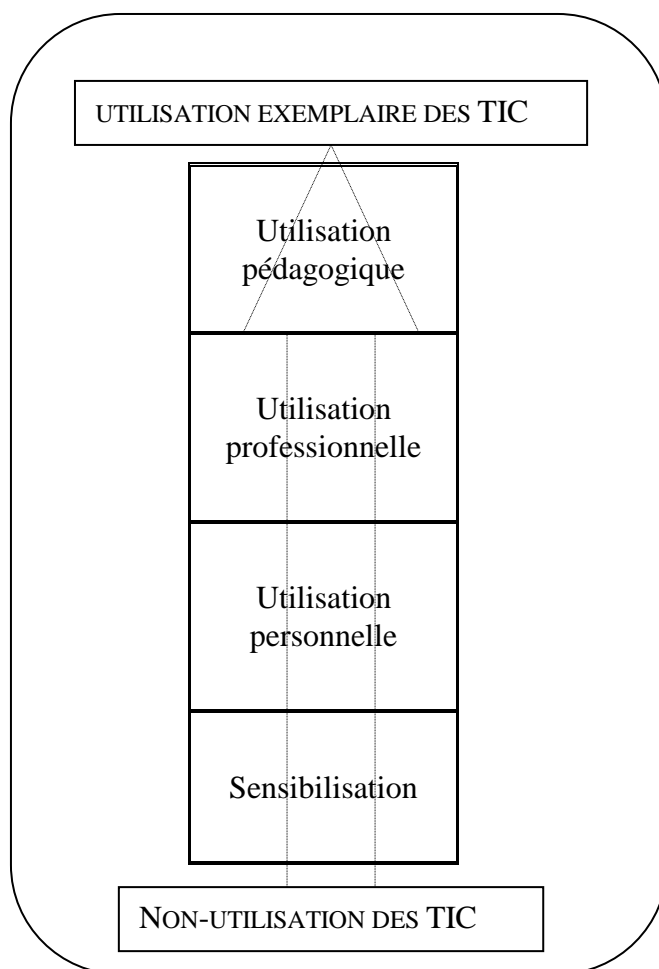 UTILISATION EXEMPLAIRE DES TIC
Utilisation
pédagogique
Utilisation
professionnelle
Utilisation
personnelle
Sensibilisation
NON-UTILISATION DES TIC